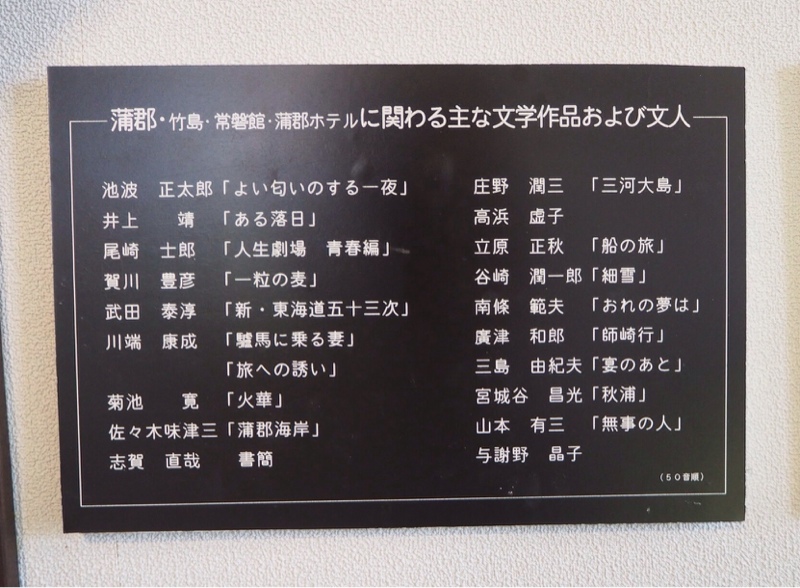 蒲郡・竹島・常磐館・蒲郡ホテルに関わる主な文学作品および文人
池波 正太郎「よい匂いのする一夜」
井上 靖 「ある落日」
尾崎 士郎 「人生劇場 青春編」
賀川 豊彦 「一粒の麦」
武田 泰淳 「新・東海道五十三次」
川端 康成 「驢馬に乗る妻」
「旅への誘い」
菊池 寛 「火華」
佐々木味津三「蒲郡海岸」
志賀 直哉 書簡
庄野 潤三 「三河大島」
高浜 虚子
立原 正秋 「船の旅」
谷崎 潤一郎「細雪」
南條 範夫 「おれの夢は」
廣津 和郎 「師崎行」
三島 由紀夫「宴のあと」
宮城谷 昌光「秋浦」
山本 有三 「無事の人」
与謝野 晶子
(50音順)